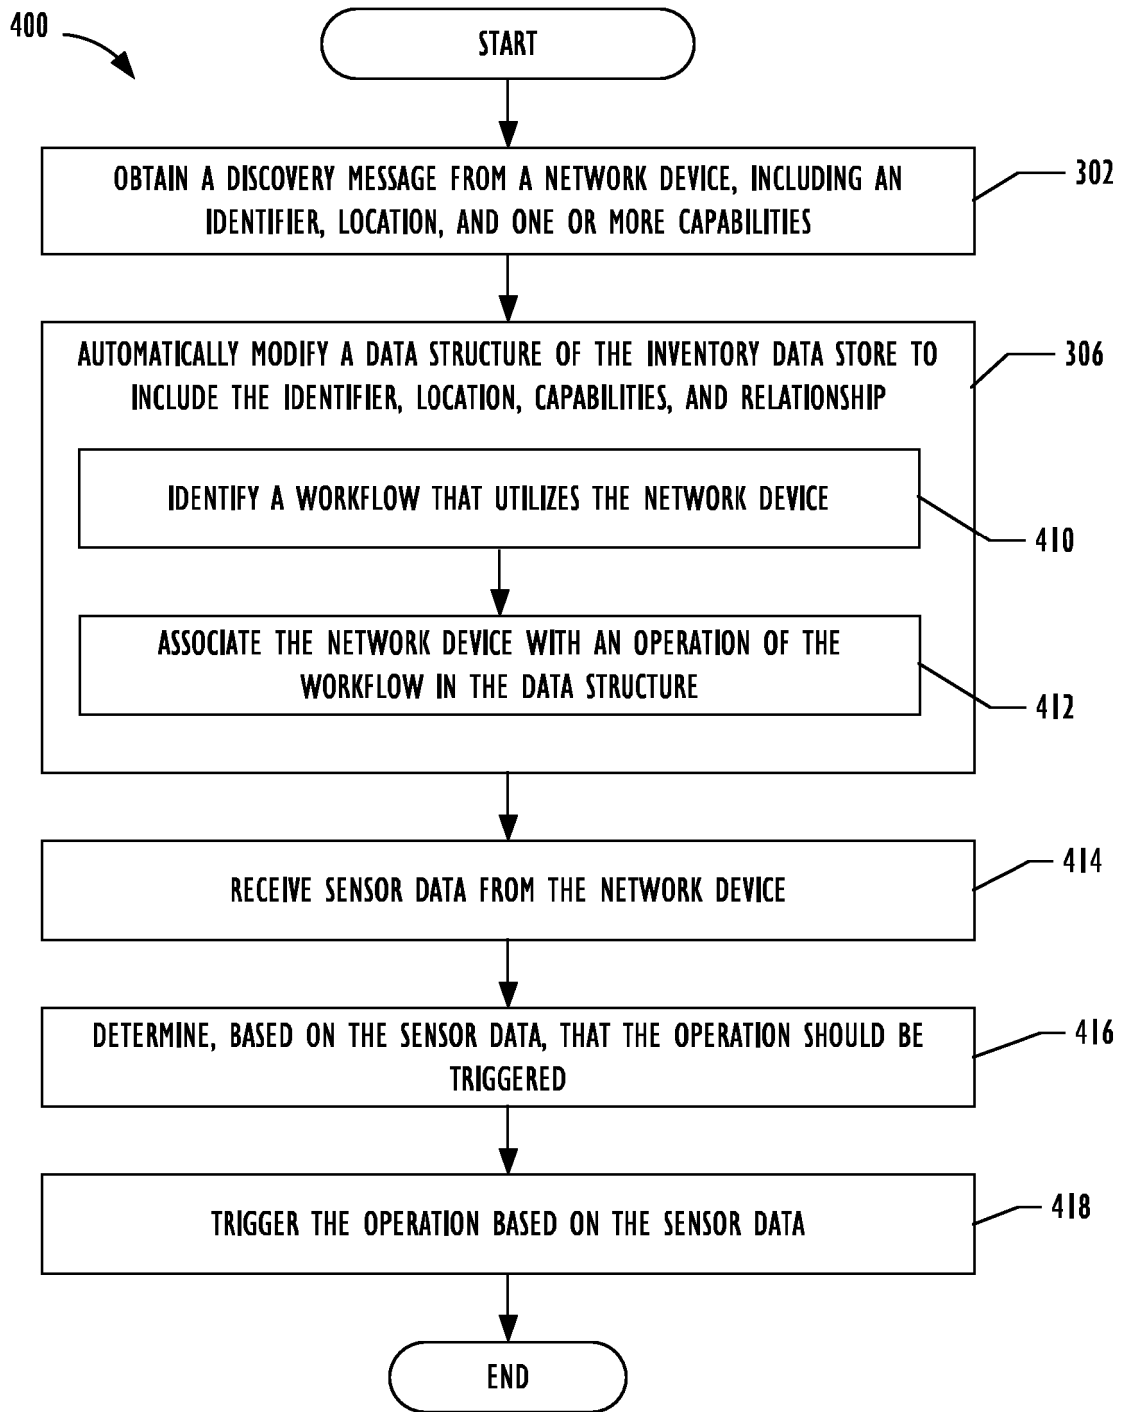 400
START
OBTAIN A DISCOVERY MESSAGE FROM A NETWORK DEVICE, INCLUDING AN
IDENTIFIER, LOCATION, AND ONE OR MORE CAPABILITIES
302
AUTOMATICALLY MODIFY A DATA STRUCTURE OF THE INVENTORY DATA STORE TO
INCLUDE THE IDENTIFIER, LOCATION, CAPABILITIES, AND RELATIONSHIP
306
IDENTIFY A WORKFLOW THAT UTILIZES THE NETWORK DEVICE
410
ASSOCIATE THE NETWORK DEVICE WITH AN OPERATION OF THE
WORKFLOW IN THE DATA STRUCTURE
412
RECEIVE SENSOR DATA FROM THE NETWORK DEVICE
414
DETERMINE, BASED ON THE SENSOR DATA, THAT THE OPERATION SHOULD BE
TRIGGERED
416
TRIGGER THE OPERATION BASED ON THE SENSOR DATA
418
END